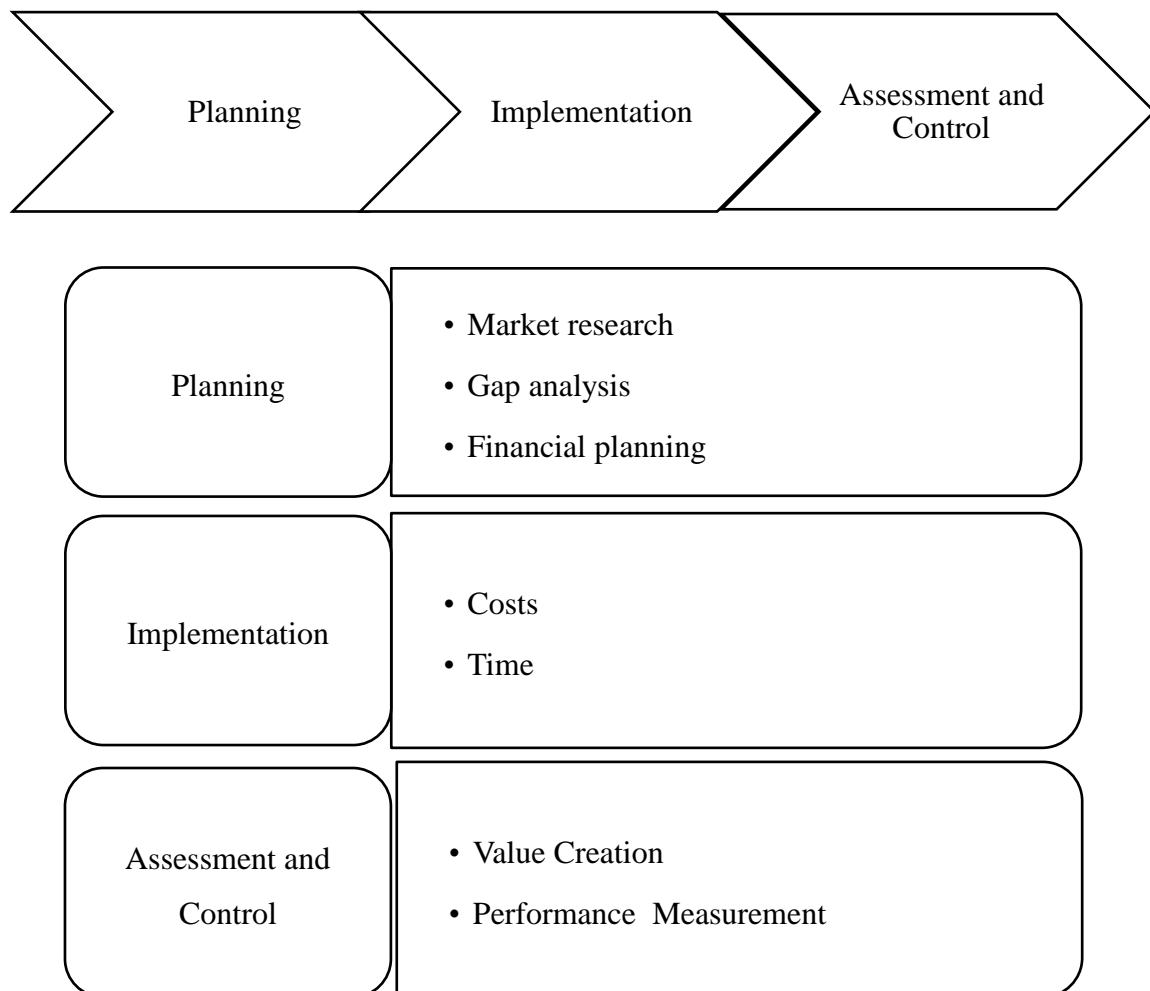 Planning
Implementation
Assessment and
Control
Planning
• Market research
• Gap analysis
• Financial planning
Implementation
• Costs
• Time
Assessment and
Control
• Value Creation
• Performance  Measurement